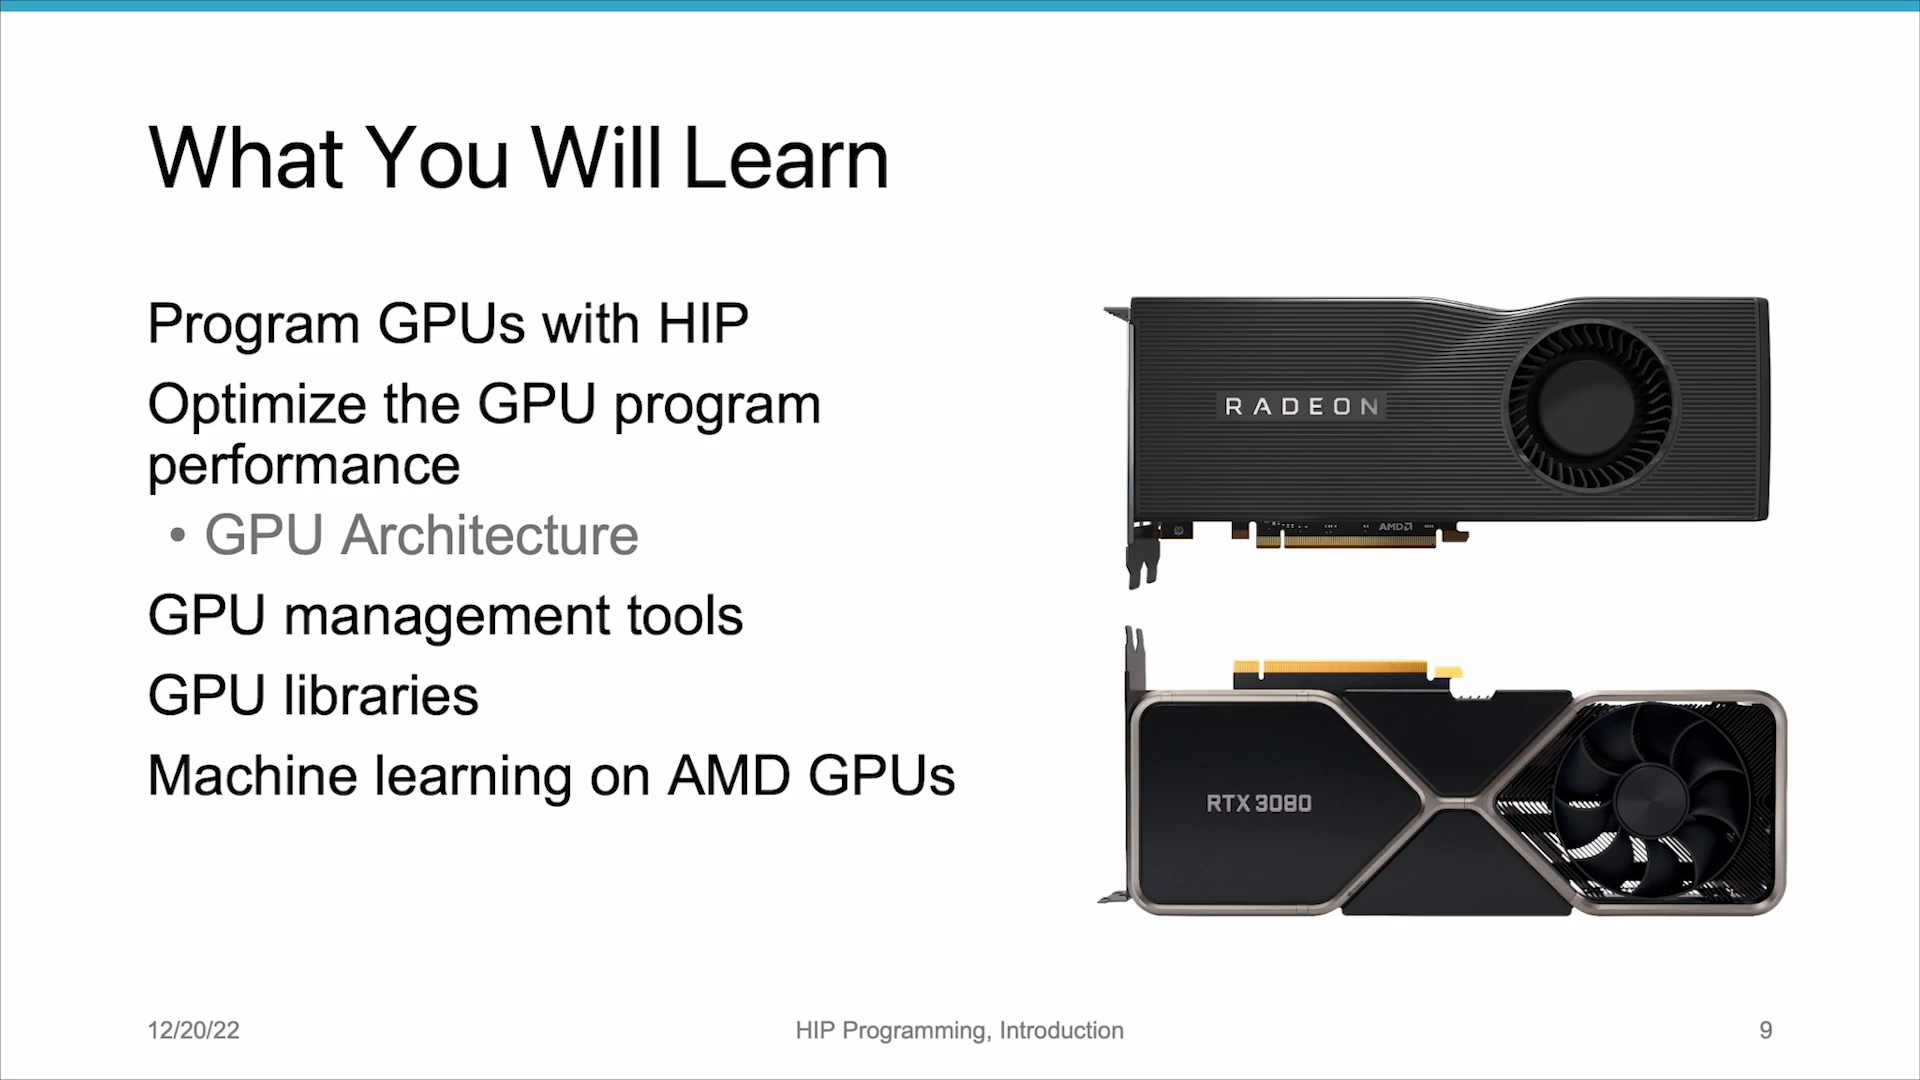 What You Will Learn
Program GPUs with HIP
Optimize the GPU program
performance
• GPU Architecture
GPU management tools
GPU libraries
Machine learning on AMD GPUs
RADEON
AMD
RTX 3080
12/20/22
HIP Programming, Introduction
9